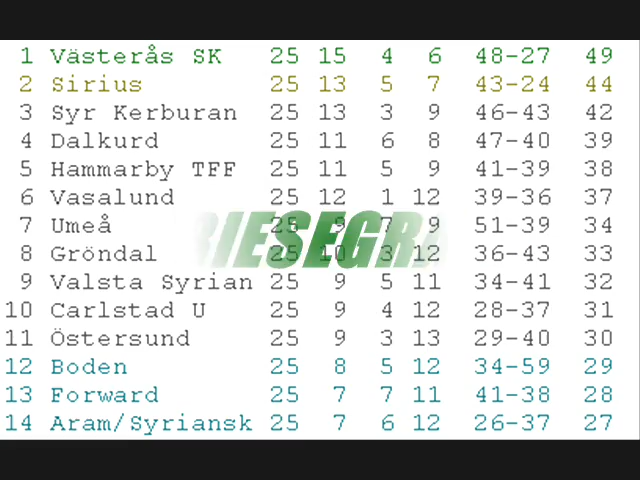 1 Västerås SK 25 15 4 6 48-27 49
2 Sirius 25 13 5 7 43-24 44
3 Syr Kerburan 25 13 3 9 46-43 42
4 Dalkurd 25 11 6 8 47-40 39
5 Hammarby TFF 25 11 5 9 41-39 38
6 Vasalund 25 12 1 12 39-36 37
7 Umeå 25 9 7 51-39 34
8 Gröndal 25 10 3 12 36-43 33
9 Valsta Syrian 25 9 5 11 34-41 32
10 Carlstad U 25 9 4 12 28-37 31
11 Östersund 25 9 3 13 29-40 30
12 Boden 25 8 5 12 34-59 29
13 Forward 25 7 7 11 41-38 28
14 Aram/Syriansk 25 7 6 12 26-37 27